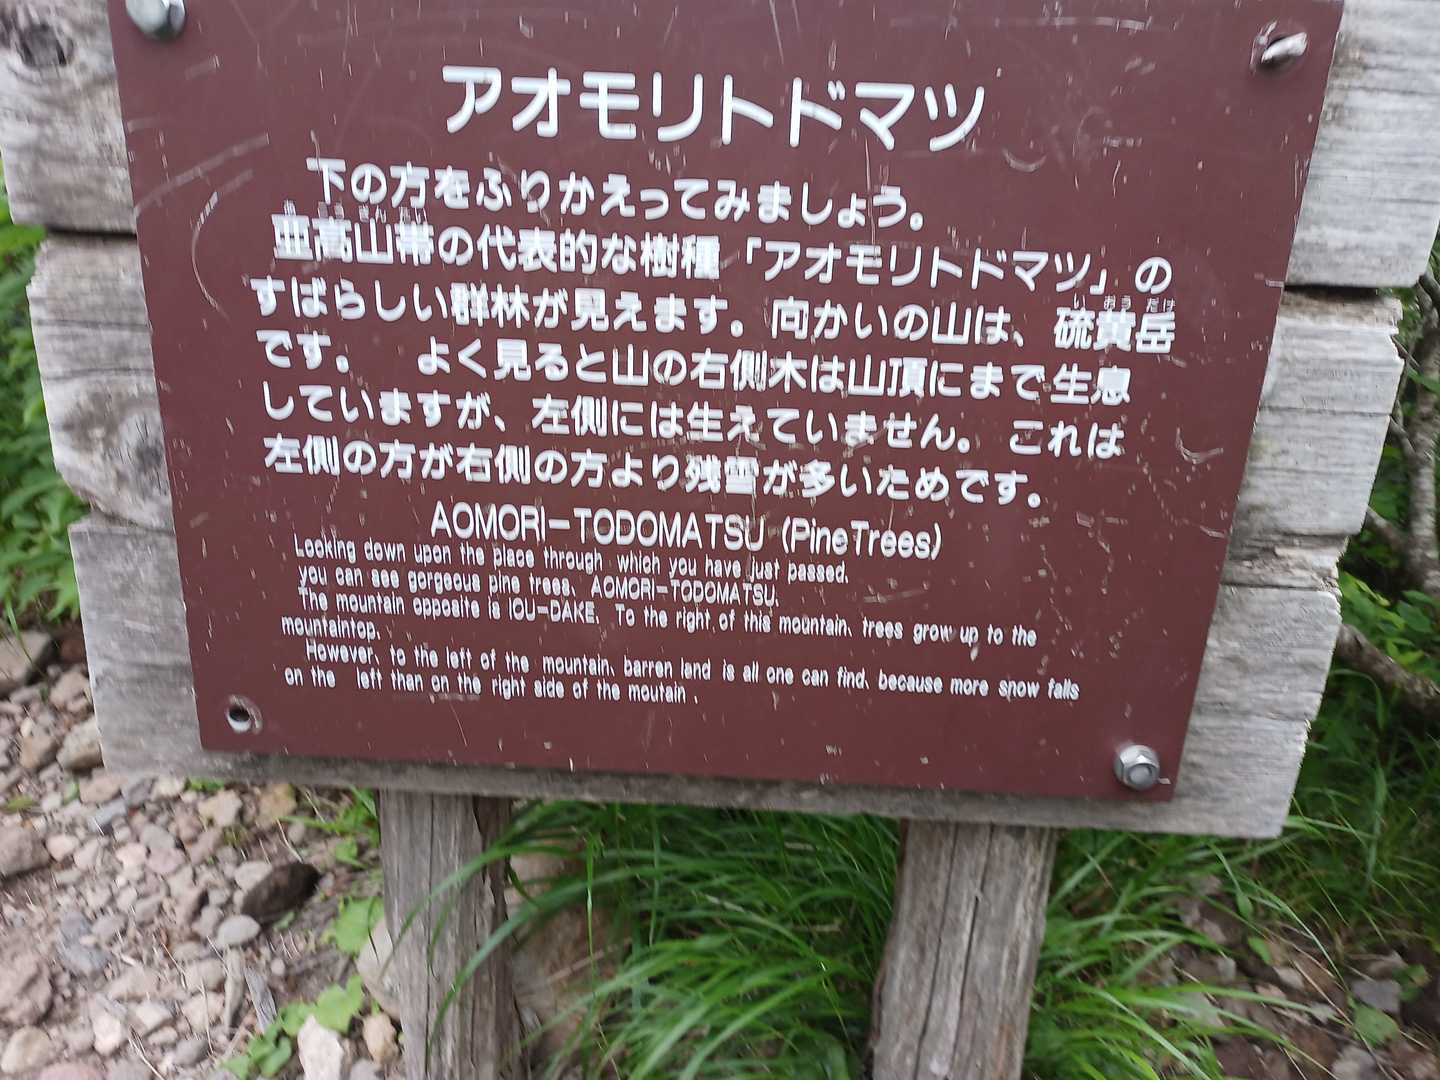 アオモリトドマツ
下の方をふりかえってみましょう。
亜高山帯の代表的な樹種「アオモリトドマツ」の
すばらしい群林が見えます。向かいの山は、硫黄岳
です。 よく見ると山の右側木は山頂にまで生息
していますが、左側には生えていません。 これは
左側の方が右側の方より残雪が多いためです。
AOMORI-TODOMATSU (Pine Trees)
Looking down upon the place through which you have just passed,
you can see gorgeous pine trees, AOMORI-TODOMATSU.
The mountain opposite is IOU-DAKE. To the right of this mountain, trees grow up to the
mountaintop.
However, to the left of the mountain, barren land is all one can find, because more snow falls
on the left than on the right side of the moutain.